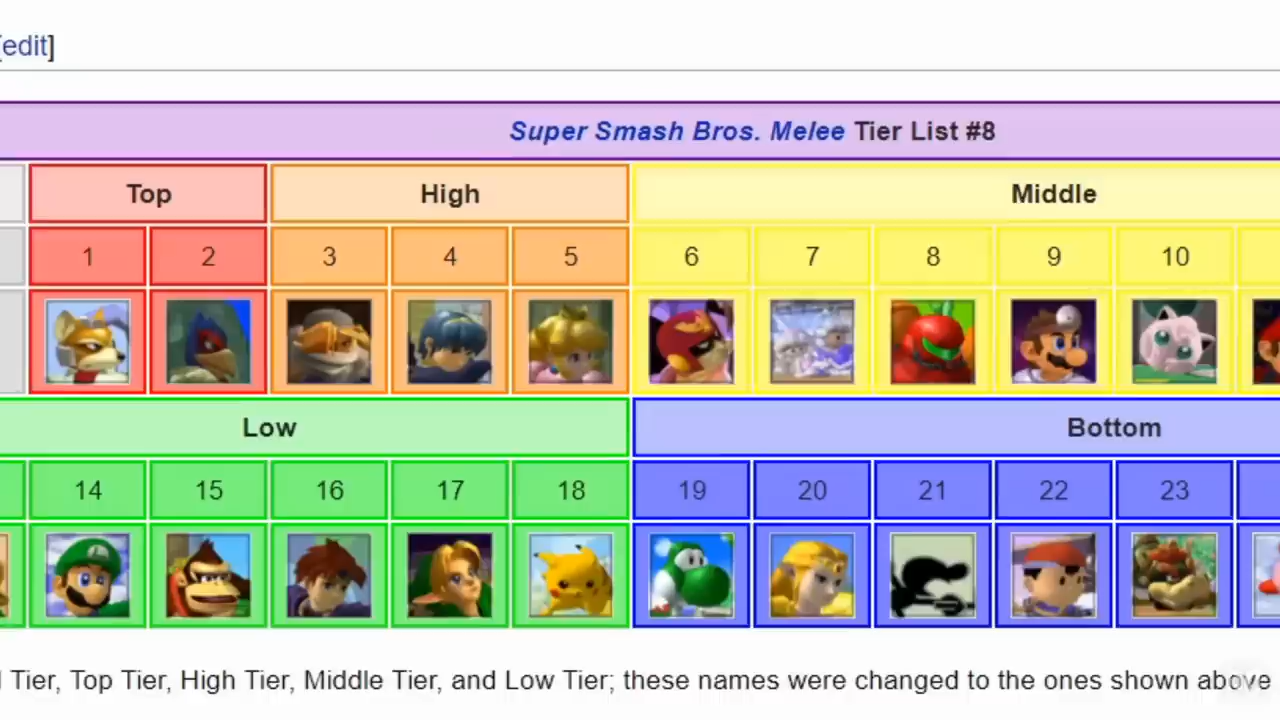 [edit]
Super Smash Bros. Melee Tier List #8
Top High Middle
1 2 3 4 5 6 7 8 9 10
Low Bottom
14 15 16 17 18 19 20 21 22 23
Tier, Top Tier, High Tier, Middle Tier, and Low Tier; these names were changed to the ones shown above